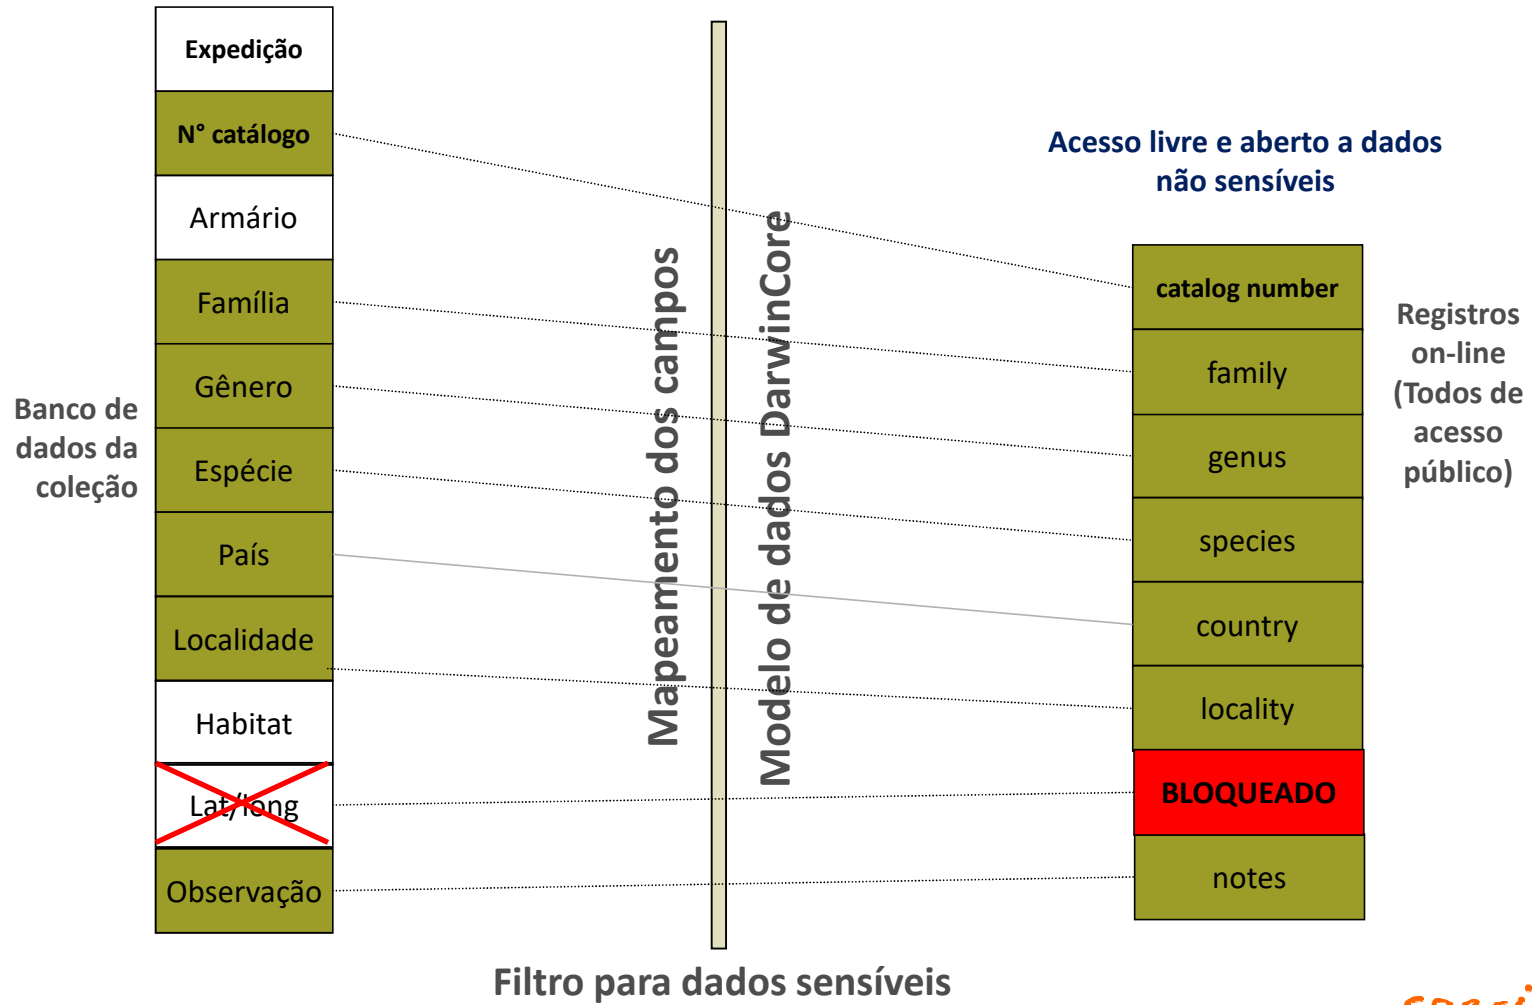 Expedição
N° catálogo
Armário
Família
Gênero
Espécie
País
Localidade
Habitat
Lat/long
Observação
Banco de
dados da
coleção
Mapeamento dos campos
Modelo de dados DarwinCore
Acesso livre e aberto a dados
não sensíveis
catalog number
family
genus
species
country
locality
BLOQUEADO
notes
Registros
on-line
(Todos de
acesso
público)
Filtro para dados sensíveis